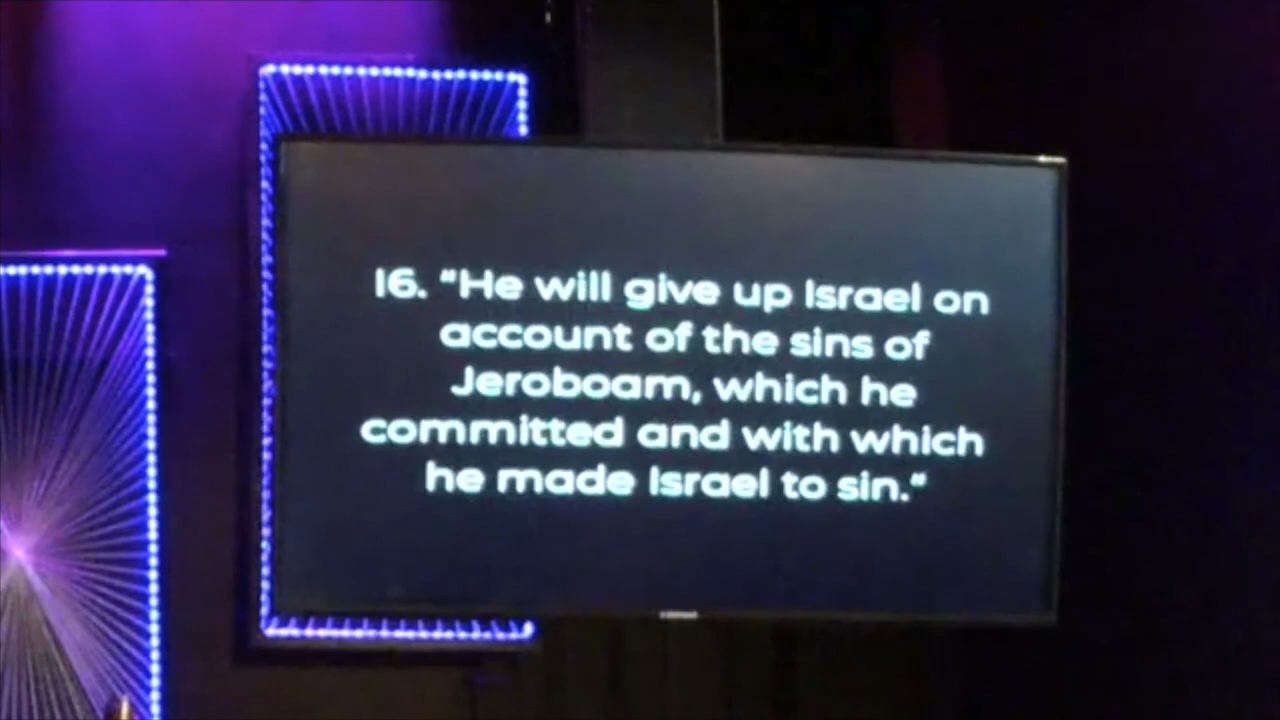 16. "He will give up Israel on
account of the sins of
Jeroboam, which he
committed and with which
he made Israel to sin."